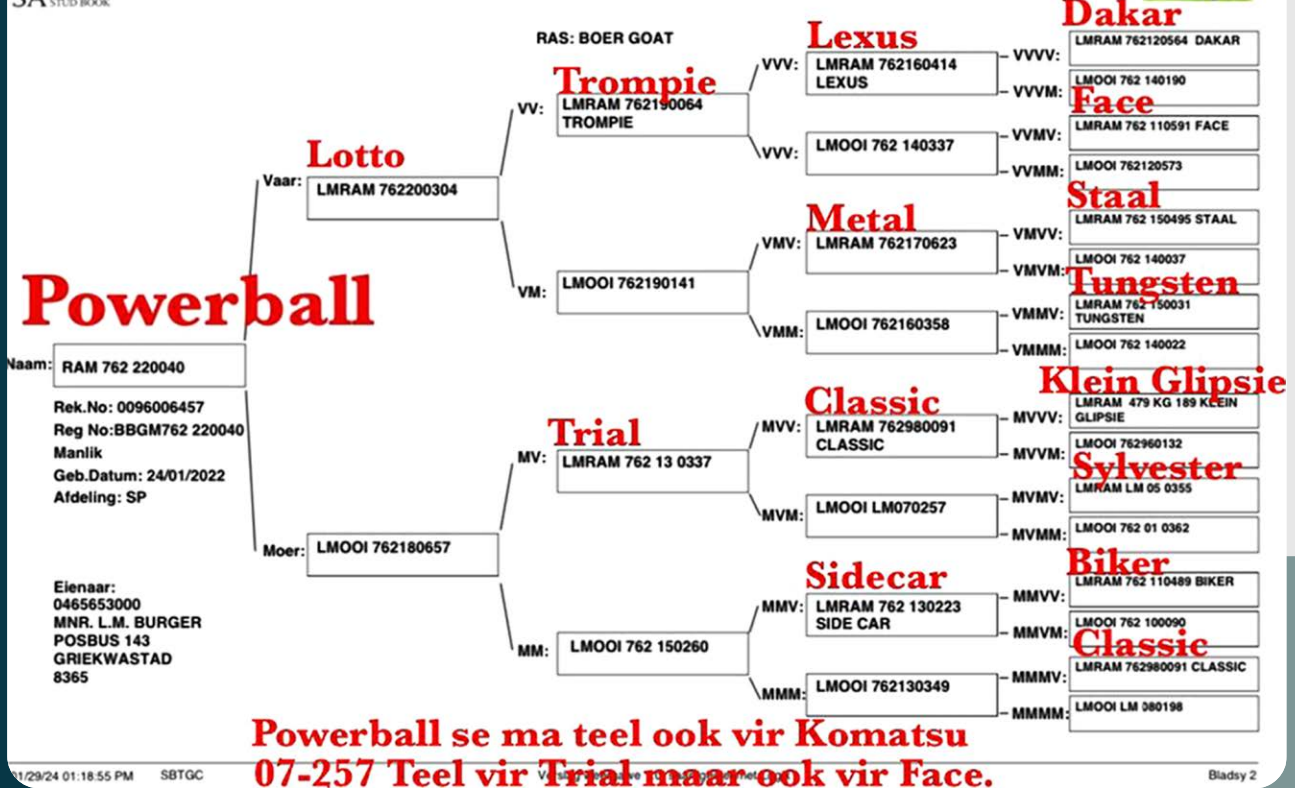 SA STUD BOOK
RAS: BOER GOAT
Powerball
Naam: RAM 762 220040
Rek.No: 0096006457
Reg No:BBGM762 220040
Manlik
Geb.Datum: 24/01/2022
Afdeling: SP
Eienaar:
0465653000
MNR. L.M. BURGER
POSBUS 143
GRIEKWASTAD
8365
Lotto
Vaar: LMRAM 762200304
Moer: LMOOI 762180657
Trompie
VV: LMRAM 762190064
TROMPIE
VM: LMOOI 762190141
Trial
MV: LMRAM 762 13 0337
MM: LMOOI 762 150260
Lexus
VVV: LMRAM 762160414
LEXUS
VVV: LMOOI 762 140337
Metal
VMV: LMRAM 762170623
VMM: LMOOI 762160358
Classic
MVV: LMRAM 762980091
CLASSIC
MVM: LMOOI LM070257
Sidecar
MMV: LMRAM 762 130223
SIDE CAR
MMM: LMOOI 762130349
Dakar
VVVV: LMRAM 762120564 DAKAR
VVVM: LMOOI 762 140190
Face
VVMV: LMRAM 762 110591 FACE
VVMM: LMOOI 762120573
Staal
VMVV: LMRAM 762 150495 STAAL
VMVM: LMOOI 762 140037
Tungsten
VMMV: LMRAM 762 150031
TUNGSTEN
VMMM: LMOOI 762 140022
Klein Glipsie
MVVV: LMRAM 479 KG 189 KLEIN
GLIPSIE
MVVM: LMOOI 762960132
Sylvester
MVMV: LMRAM LM 05 0355
MVMM: LMOOI 762 01 0362
Biker
MMVV: LMRAM 762 110489 BIKER
MMVM: LMOOI 762 100090
Classic
MMMV: LMRAM 762980091 CLASSIC
MMMM: LMOOI LM 080198
Powerball se ma teel ook vir Komatsu
07-257 Teel vir Trial maar ook vir Face.
01/29/24 01:18:55 PM SBTGC Bladsy 2